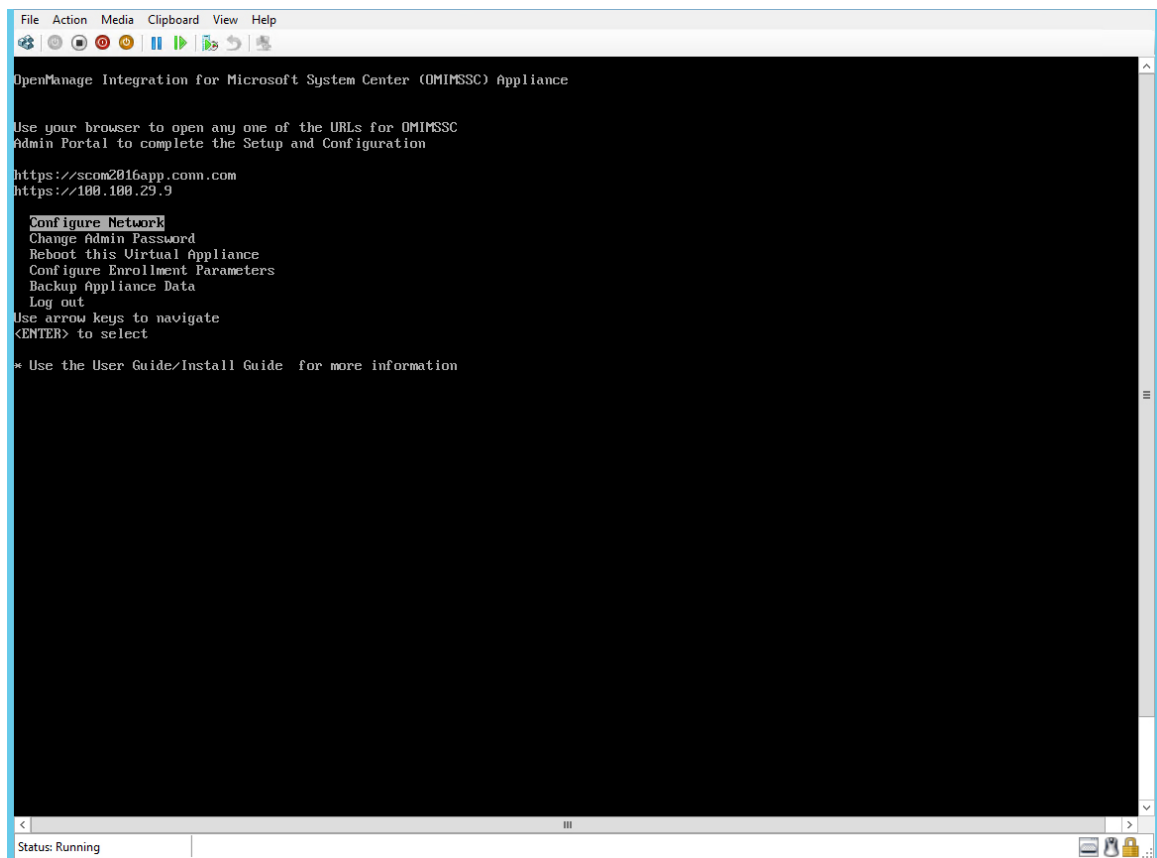 File Action Media Clipboard View Help
OpenManage Integration for Microsoft System Center (OMIMSSC) Appliance
Use your browser to open any one of the URLs for OMIMSSC
Admin Portal to complete the Setup and Configuration
https://scom2016app.conn.com
https://100.100.29.9
Configure Network
Change Admin Password
Reboot this Virtual Appliance
Configure Enrollment Parameters
Backup Appliance Data
Log out
Use arrow keys to navigate
<ENTER> to select
* Use the User Guide/Install Guide  for more information
Status: Running